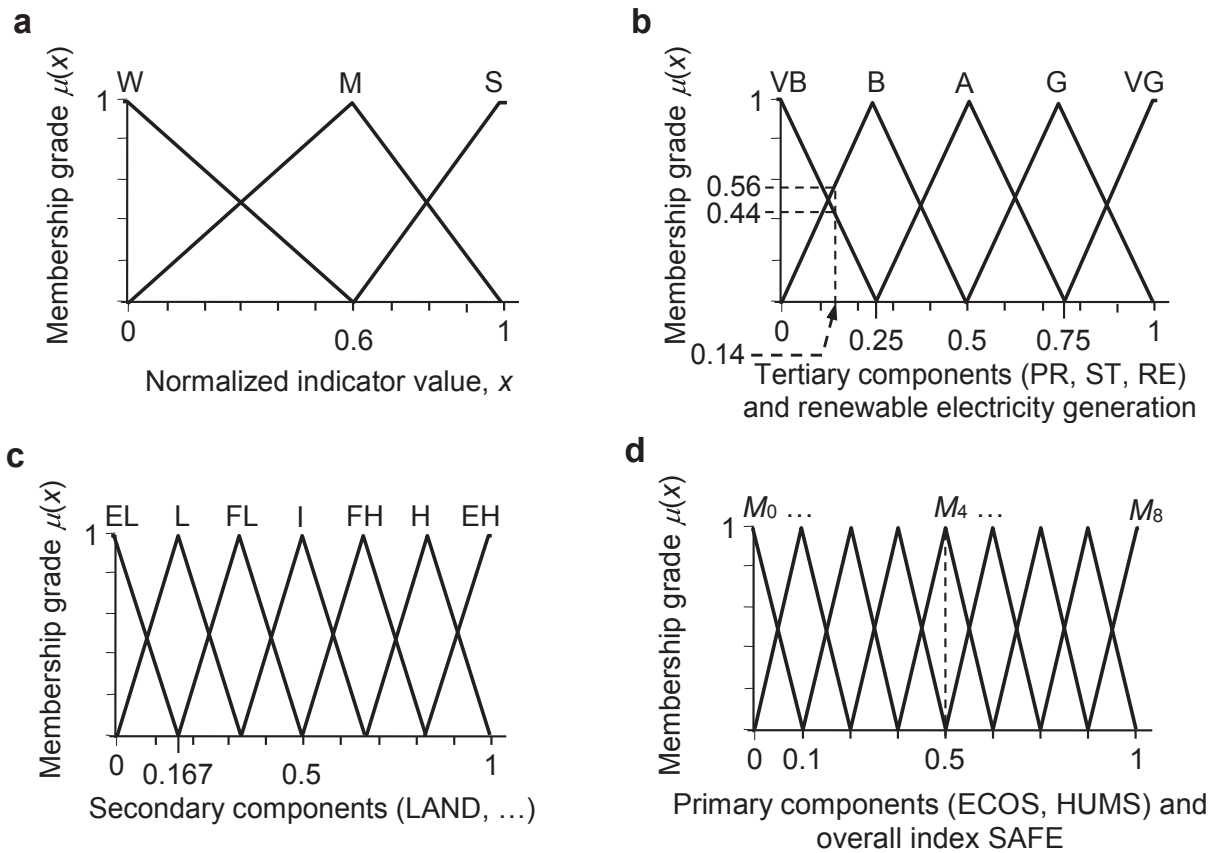 a
Membership grade μ(x)
W M S
1
0 0.6 1
Normalized indicator value, x
b
Membership grade μ(x)
VB B A G VG
1
0.56
0.44
0 0.25 0.5 0.75 1
0.14
Tertiary components (PR, ST, RE)
and renewable electricity generation
c
Membership grade μ(x)
EL L FL I FH H EH
1
0 0.167 0.5 1
Secondary components (LAND, …)
d
Membership grade μ(x)
M0 … M4 … M8
1
0 0.1 0.5 1
Primary components (ECOS, HUMS) and
overall index SAFE